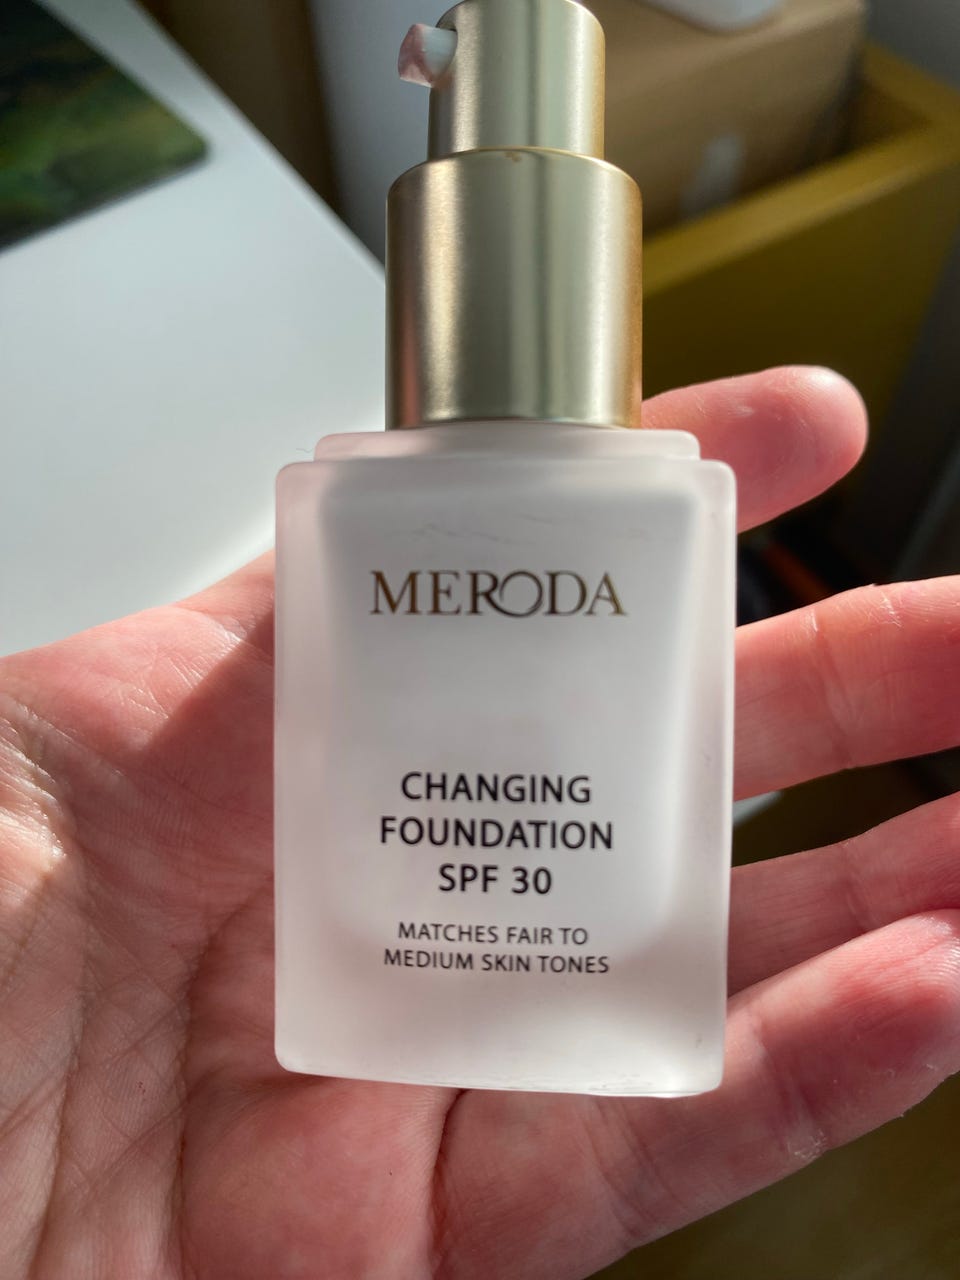 MERODA
CHANGING
FOUNDATION
SPF 30
MATCHES FAIR TO
MEDIUM SKIN TONES